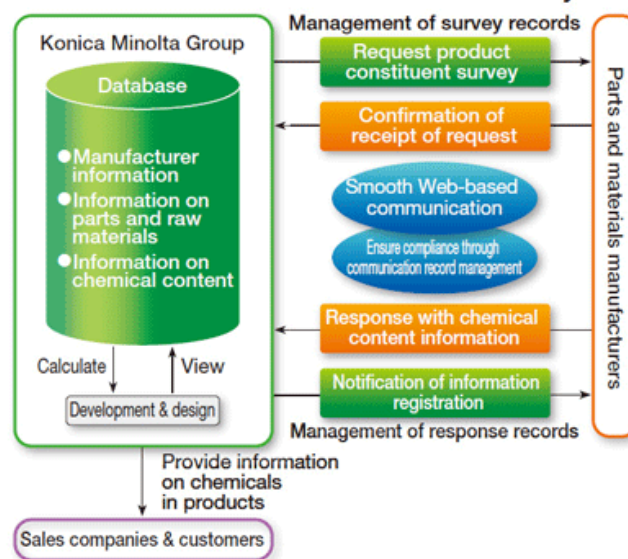 Management of survey records
Konica Minolta Group
Database
●Manufacturer
information
●Information on
parts and raw
materials
●Information on
chemical content
Calculate
View
Development & design
Request product
constituent survey
Confirmation of
receipt of request
Smooth Web-based
communication
Ensure compliance through
communication record management
Response with chemical
content information
Notification of information
registration
Management of response records
Parts and materials manufacturers
Provide information
on chemicals
in products
Sales companies & customers